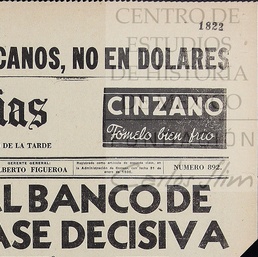 1822
CENTRO DE
ESTUDIOS
CANOS, NO EN DOLARES
DE HISTORIA
ias
CINZANO
Tómelo bien frío
DE LA TARDE
GERENTE GENERAL:
LBERTO FIGUEROA
NUMERO 892.
AL BANCO DE
ASE DECISIVA